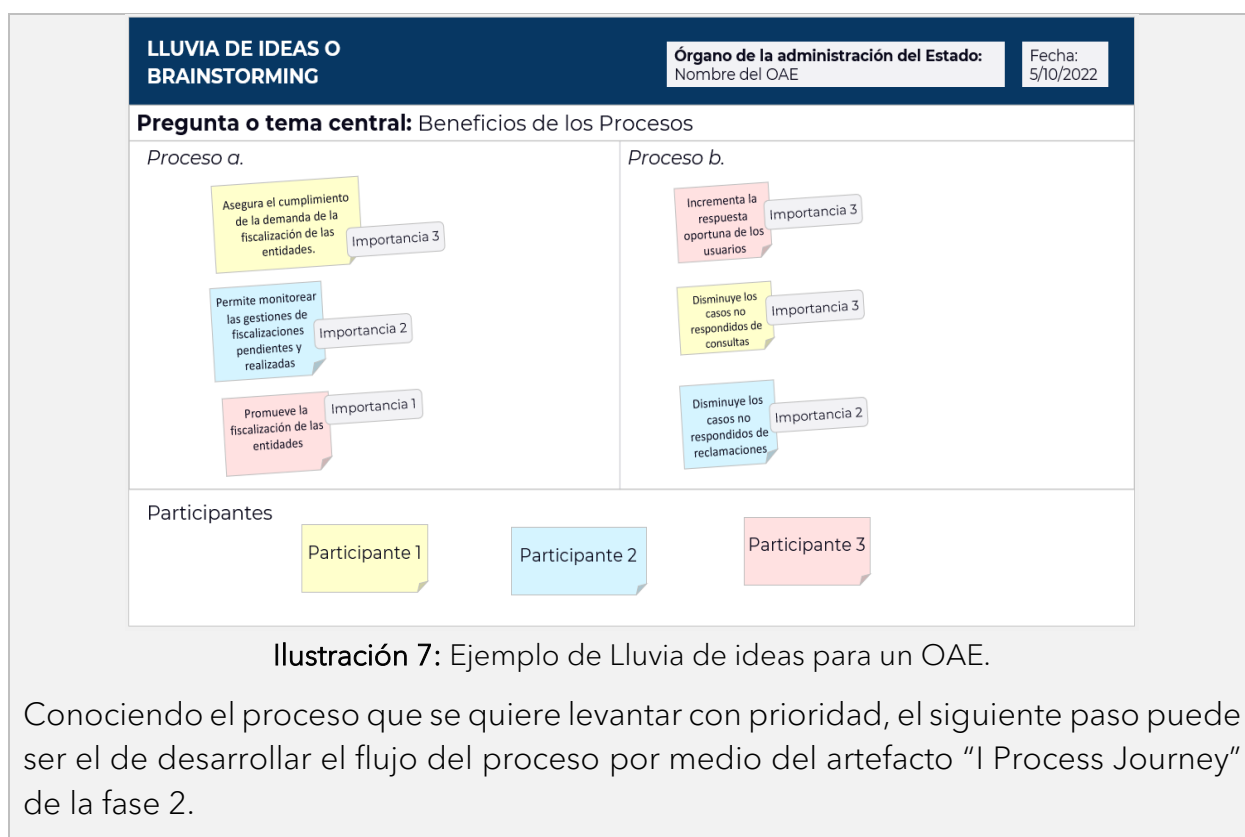 LLUVIA DE IDEAS O
BRAINSTORMING
Órgano de la administración del Estado:
Nombre del OAE
Fecha:
5/10/2022
Pregunta o tema central: Beneficios de los Procesos
Proceso a.
Asegura el cumplimiento
de la demanda de la
fiscalización de las
entidades.
Importancia 3
Permite monitorear
las gestiones de
fiscalizaciones
pendientes y
realizadas
Importancia 2
Promueve la
fiscalización de las
entidades
Importancia 1
Proceso b.
Incrementa la
respuesta
oportuna de los
usuarios
Importancia 3
Disminuye los
casos no
respondidos de
consultas
Importancia 3
Disminuye los
casos no
respondidos de
reclamaciones
Importancia 2
Participantes
Participante 1
Participante 2
Participante 3
Ilustración 7: Ejemplo de Lluvia de ideas para un OAE.
Conociendo el proceso que se quiere levantar con prioridad, el siguiente paso puede
ser el de desarrollar el flujo del proceso por medio del artefacto “I Process Journey”
de la fase 2.